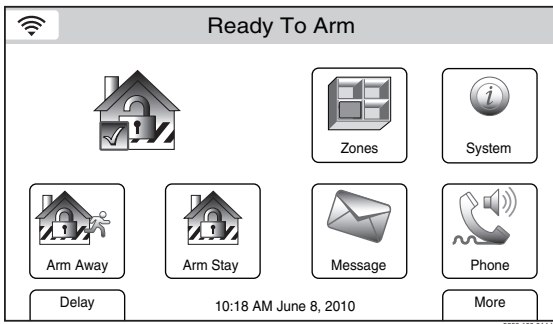 Ready To Arm
Zones
System
Arm Away
Arm Stay
Message
Phone
Delay
10:18 AM June 8, 2010
More